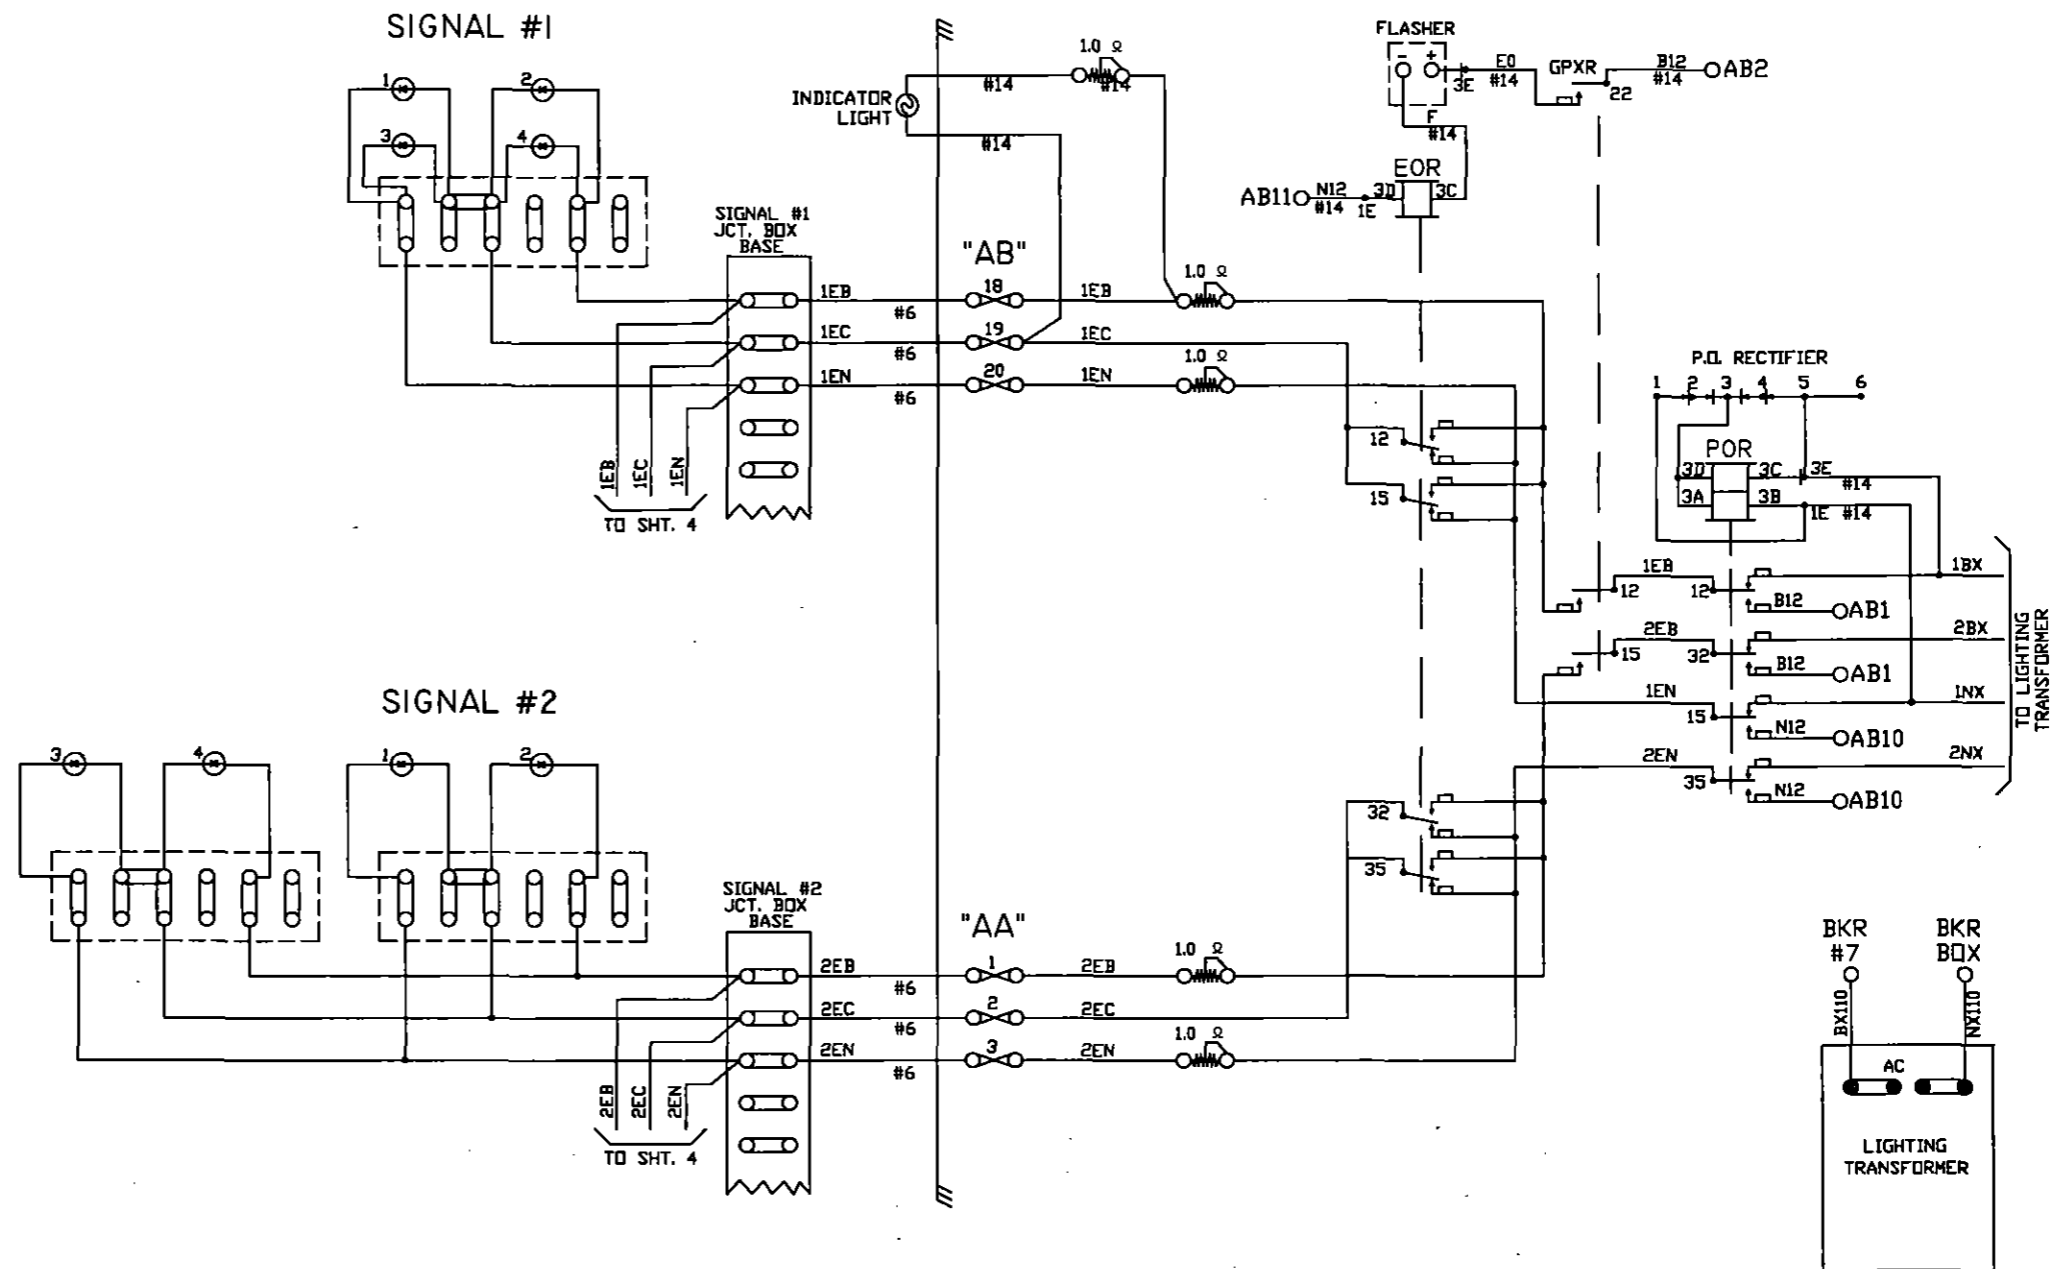 SIGNAL #1
1
2
3
4
INDICATOR
LIGHT
#14
#14
1.0 Ω
#14
FLASHER
- +
3E
E0
#14
GPXR
22
B12
#14
AB2
F
#14
EOR
AB11
N12
#14
1E
3D
3C
SIGNAL #1
JCT. BOX
BASE
"AB"
1EB
#6
18
1EB
1.0 Ω
1EC
#6
19
1EC
1EN
#6
20
1EN
1.0 Ω
1EB
1EC
1EN
TO SHT. 4
12
15
P.O. RECTIFIER
1 2 3 4 5 6
POR
3D
3C
3E
#14
3A
3B
1E #14
1EB
12
12
1BX
B12
AB1
2EB
15
32
2BX
B12
AB1
1EN
15
1NX
N12
AB10
2EN
35
2NX
N12
AB10
TO LIGHTING
TRANSFORMER
SIGNAL #2
3
4
1
2
32
35
SIGNAL #2
JCT. BOX
BASE
"AA"
2EB
#6
1
2EB
1.0 Ω
2EC
#6
2
2EC
2EN
#6
3
2EN
1.0 Ω
2EB
2EC
2EN
TO SHT. 4
BKR
#7
BKR
BOX
BX110
NX110
AC
LIGHTING
TRANSFORMER